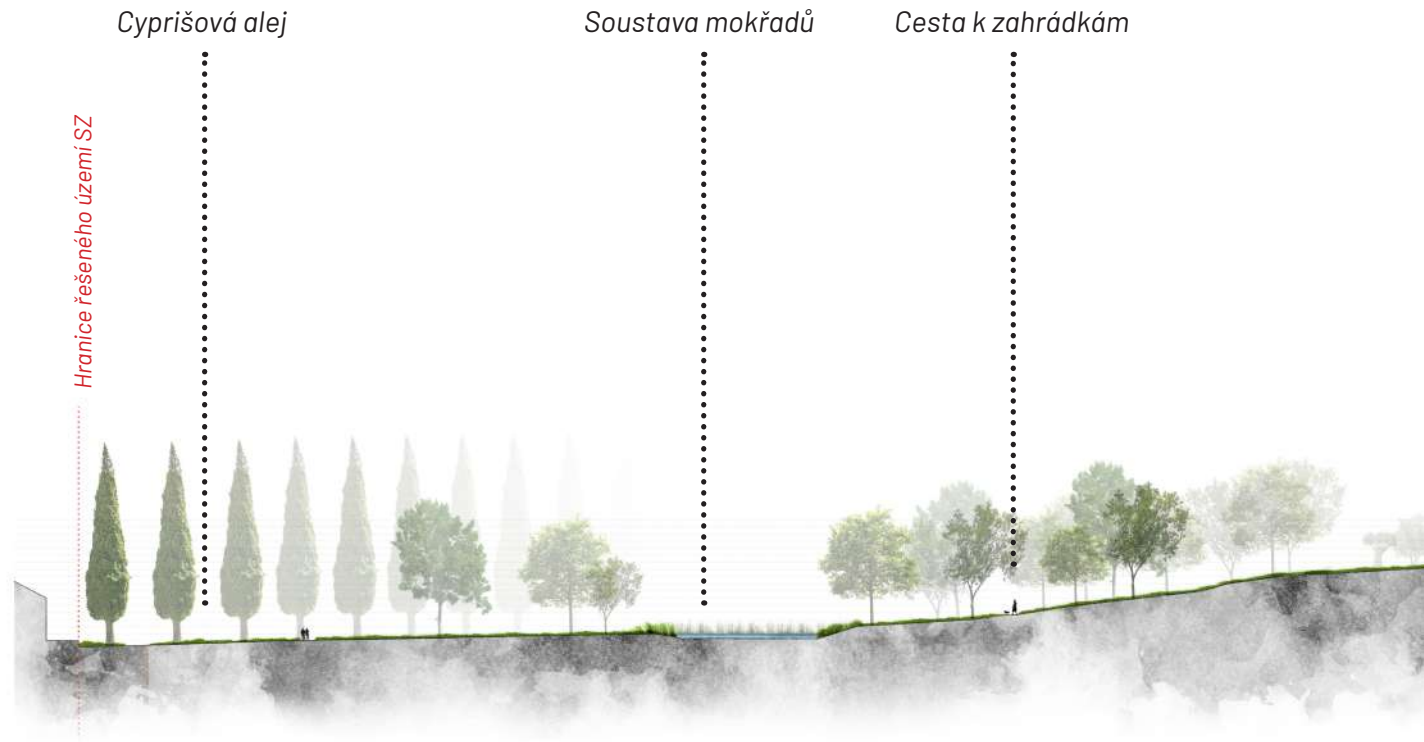 Cyprišová alej
Soustava mokřadů
Cesta k zahrádkám
Hranice řešeného území SZ